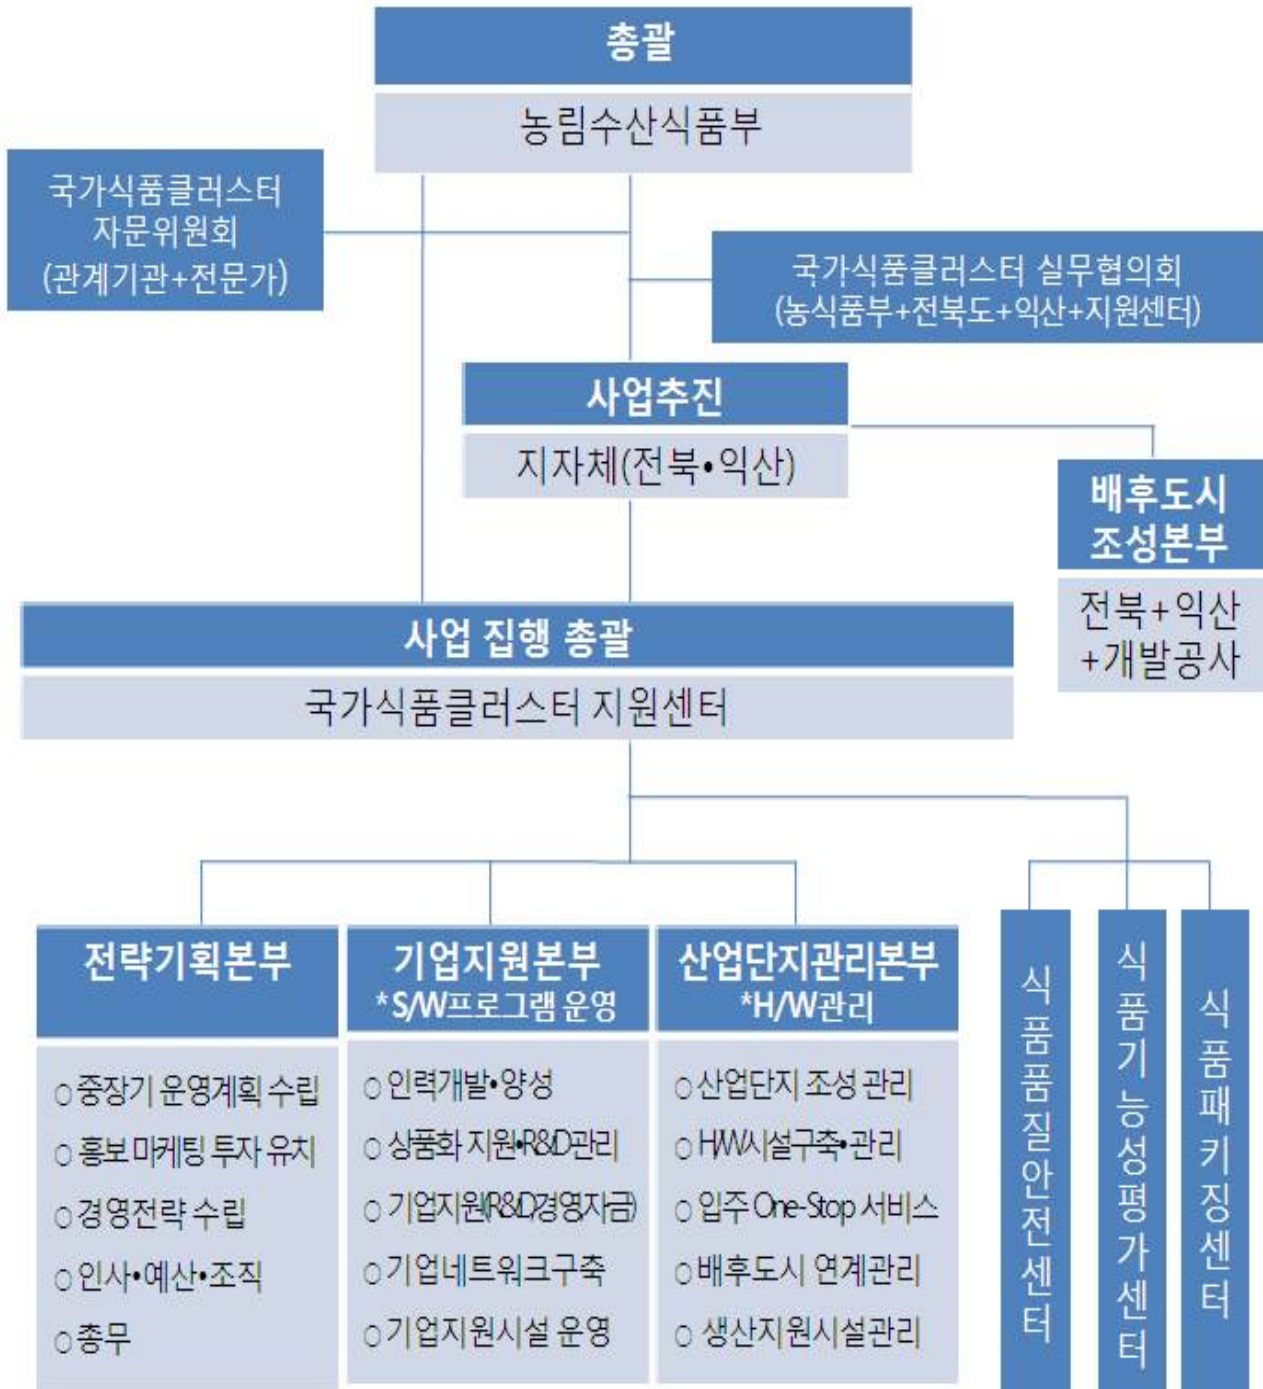 총괄
농림수산식품부
국가식품클러스터
자문위원회
(관계기관+전문가)
국가식품클러스터 실무협의회
(농식품부+전북도+익산+지원센터)
사업추진
지자체(전북•익산)
배후도시
조성본부
전북+익산
+개발공사
사업 집행 총괄
국가식품클러스터 지원센터
전략기획본부
○중장기 운영계획 수립
○홍보마케팅 투자 유치
○경영전략 수립
○인사•예산•조직
○총무
기업지원본부
*S/W프로그램 운영
○인력개발•양성
○상품화 지원•R&D관리
○기업지원(R&D,경영,자금)
○기업네트워크구축
○기업지원시설 운영
산업단지관리본부
*H/W관리
○산업단지 조성 관리
○H/W시설구축•관리
○입주 One-Stop 서비스
○배후도시 연계관리
○ 생산지원시설관리
식품품질안전센터
식품기능성평가센터
식품패키징센터